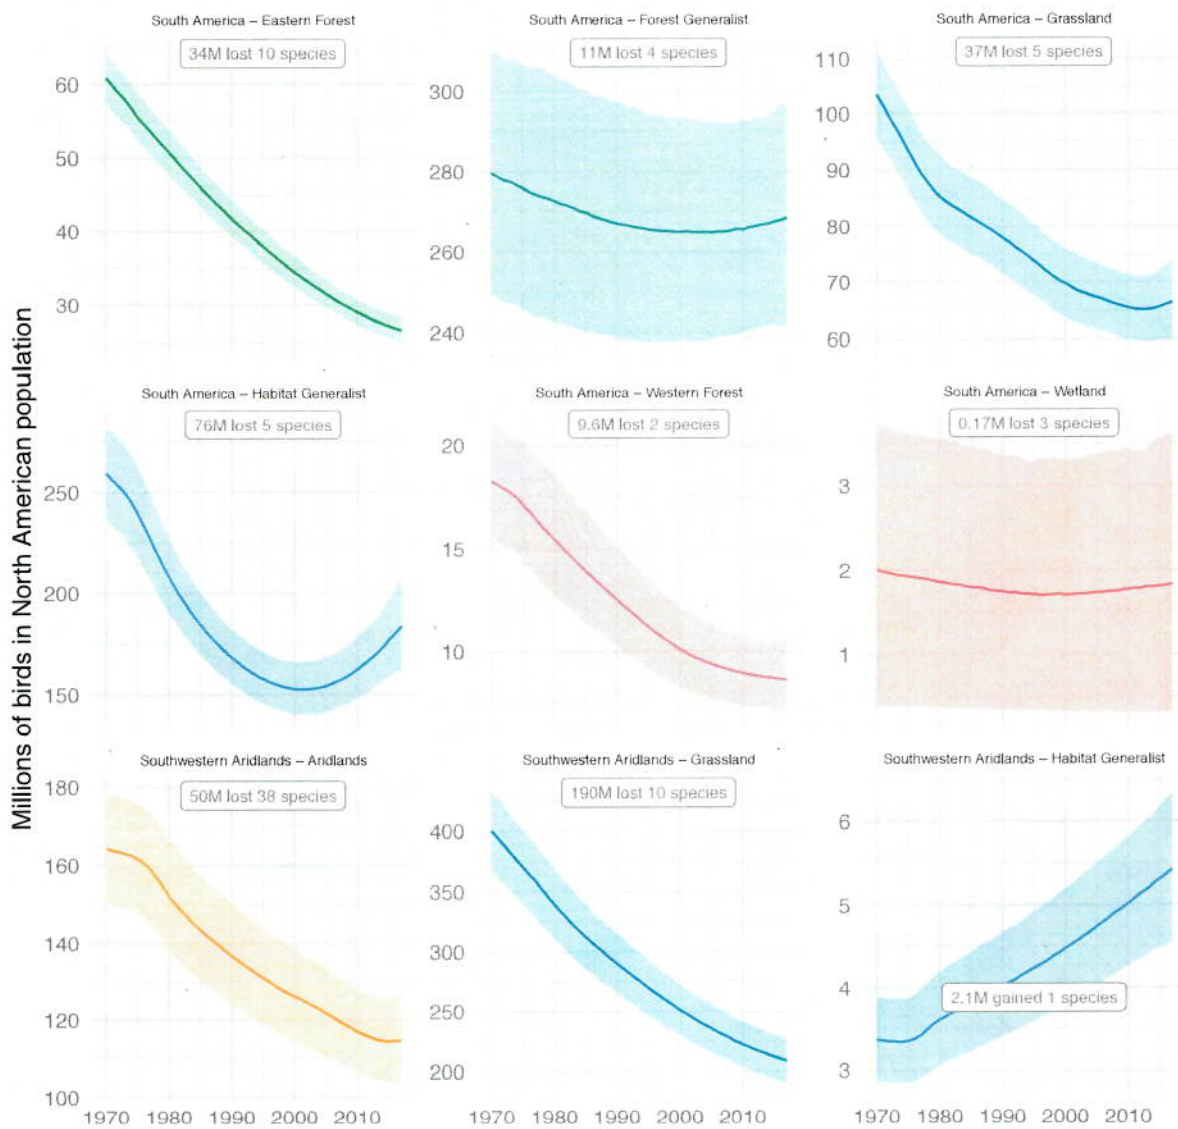 South America – Eastern Forest
34M lost 10 species
60
50
40
30
South America – Forest Generalist
11M lost 4 species
300
280
260
240
South America – Grassland
37M lost 5 species
110
100
90
80
70
60
Millions of birds in North American population
South America – Habitat Generalist
76M lost 5 species
250
200
150
South America – Western Forest
9.6M lost 2 species
20
15
10
South America – Wetland
0.17M lost 3 species
3
2
1
Southwestern Aridlands – Aridlands
50M lost 38 species
180
160
140
120
100
1970 1980 1990 2000 2010
Southwestern Aridlands – Grassland
190M lost 10 species
400
350
300
250
200
1970 1980 1990 2000 2010
Southwestern Aridlands – Habitat Generalist
6
5
4
2.1M gained 1 species
3
1970 1980 1990 2000 2010